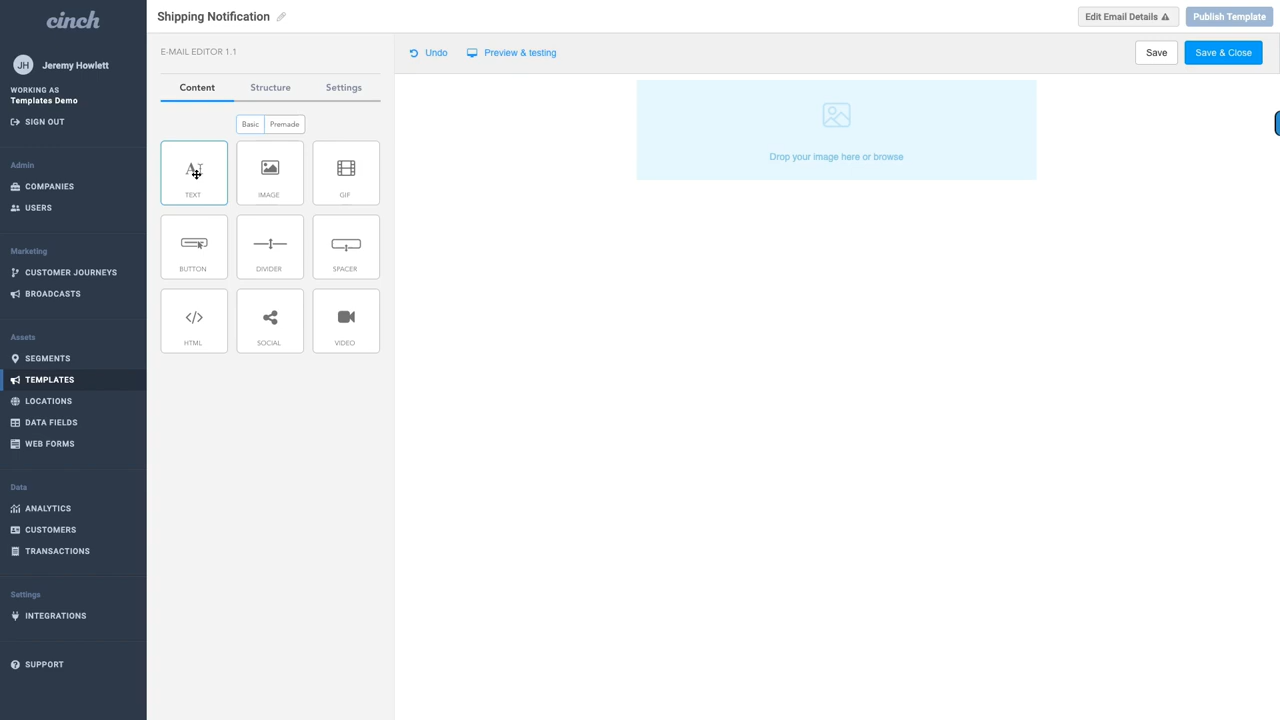 cinch
JH
Jeremy Howlett
WORKING AS
Templates Demo
SIGN OUT
Admin
COMPANIES
USERS
Marketing
CUSTOMER JOURNEYS
BROADCASTS
Assets
SEGMENTS
TEMPLATES
LOCATIONS
DATA FIELDS
WEB FORMS
Data
ANALYTICS
CUSTOMERS
TRANSACTIONS
Settings
INTEGRATIONS
SUPPORT
Shipping Notification
Edit Email Details
Publish Template
E-MAIL EDITOR 1.1
Undo
Preview & testing
Save
Save & Close
Content
Structure
Settings
Basic
Premade
TEXT
IMAGE
GIF
BUTTON
DIVIDER
SPACER
HTML
SOCIAL
VIDEO
Drop your image here or browse